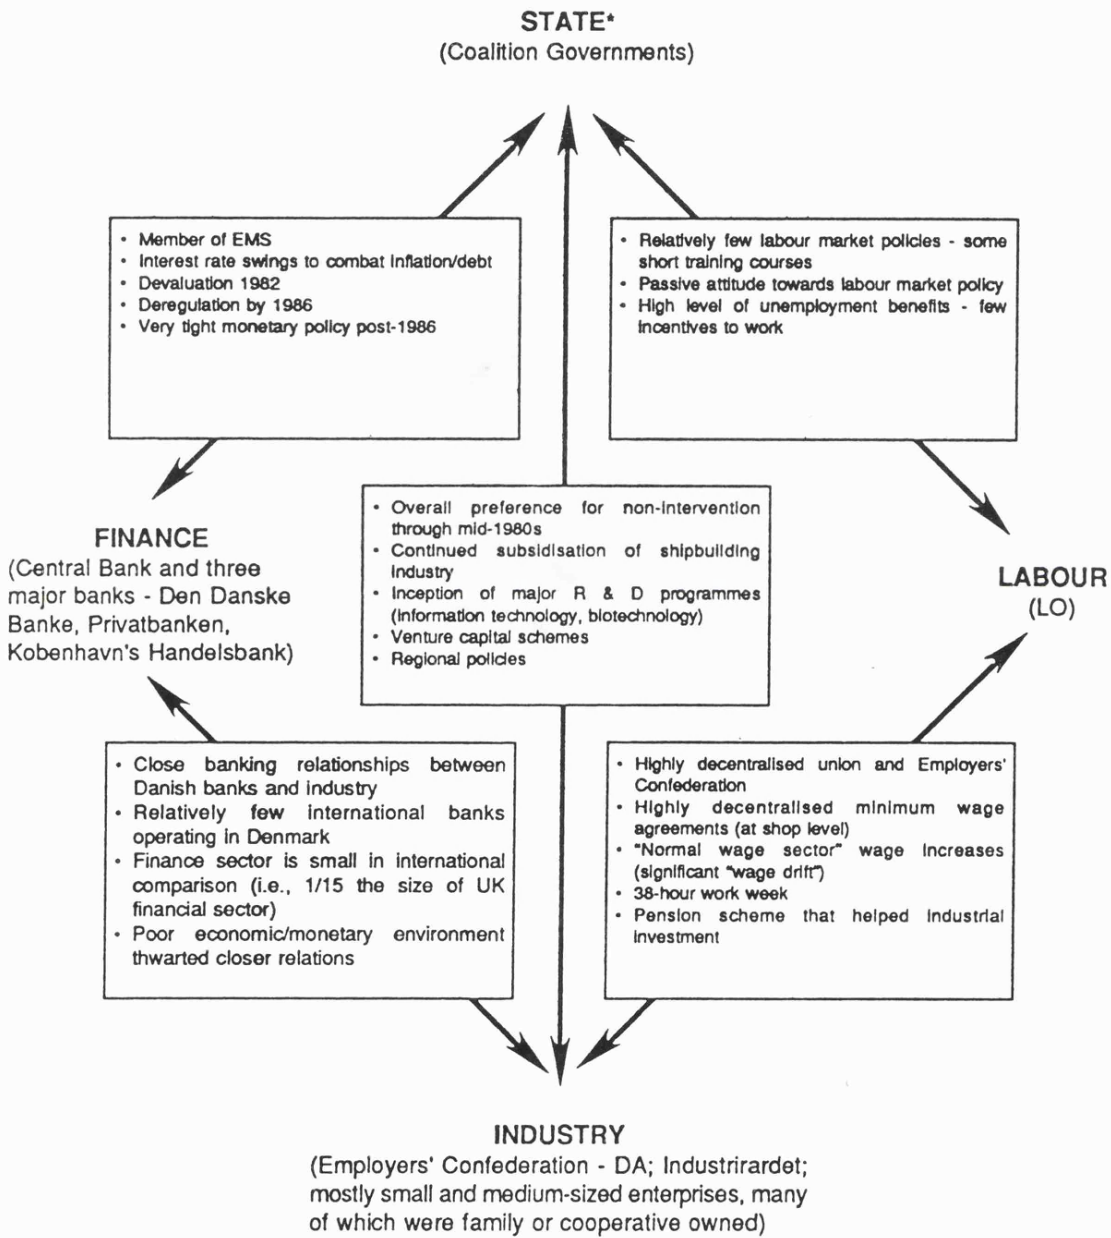 STATE*
(Coalition Governments)
• Member of EMS
• Interest rate swings to combat inflation/debt
• Devaluation 1982
• Deregulation by 1986
• Very tight monetary policy post-1986
• Relatively few labour market policies - some
short training courses
• Passive attitude towards labour market policy
• High level of unemployment benefits - few
incentives to work
FINANCE
(Central Bank and three
major banks - Den Danske
Banke, Privatbanken,
Kobenhavn's Handelsbank)
• Overall preference for non-intervention
through mid-1980s
• Continued subsidisation of shipbuilding
industry
• Inception of major R & D programmes
(information technology, biotechnology)
• Venture capital schemes
• Regional policies
LABOUR
(LO)
• Close banking relationships between
Danish banks and industry
• Relatively few international banks
operating in Denmark
• Finance sector is small in international
comparison (i.e., 1/15 the size of UK
financial sector)
• Poor economic/monetary environment
thwarted closer relations
• Highly decentralised union and Employers'
Confederation
• Highly decentralised minimum wage
agreements (at shop level)
• "Normal wage sector" wage increases
(significant "wage drift")
• 38-hour work week
• Pension scheme that helped industrial
investment
INDUSTRY
(Employers' Confederation - DA; Industrirardet;
mostly small and medium-sized enterprises, many
of which were family or cooperative owned)